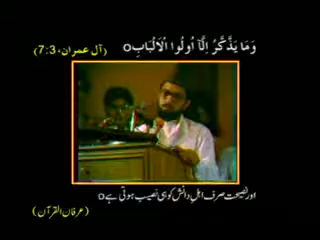 وَمَا يَذَّكَّرُ اِلَّآ اُولُوا الْاَلْبَابِo
(آل عمران، 7:3)
اور نصیحت صرف اہلِ دانش کو ہی نصیب ہوتی ہےo
(عرفان القرآن)